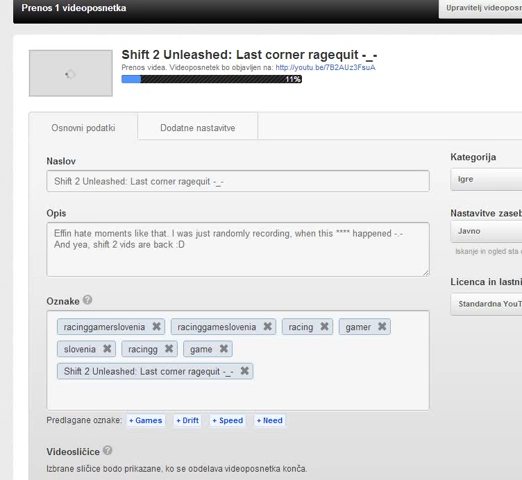 Prenos 1 videoposnetka
Upravitelj videopos
Shift 2 Unleashed: Last corner ragequit -_-
Prenos videa. Videoposnetek bo objavljen na: http://youtu.be/7B2AUz3FsuA
11%
Osnovni podatki
Dodatne nastavitve
Naslov
Shift 2 Unleashed: Last corner ragequit -_-
Opis
Effin hate moments like that. I was just randomly recording, when this **** happened -.-
And yea, shift 2 vids are back :D
Oznake ?
racinggamerslovenia ✖ racinggameslovenia ✖ racing ✖ gamer ✖
slovenia ✖ racingg ✖ game ✖
Shift 2 Unleashed: Last corner ragequit -_- ✖
Predlagane oznake: + Games + Drift + Speed + Need
Videosličice ?
Izbrane sličice bodo prikazane, ko se obdelava videoposnetka konča.
Kategorija
Igre
Nastavitve zaseb
Javno
Iskanje in ogled sta
Licenca in lastni
Standardna YouT